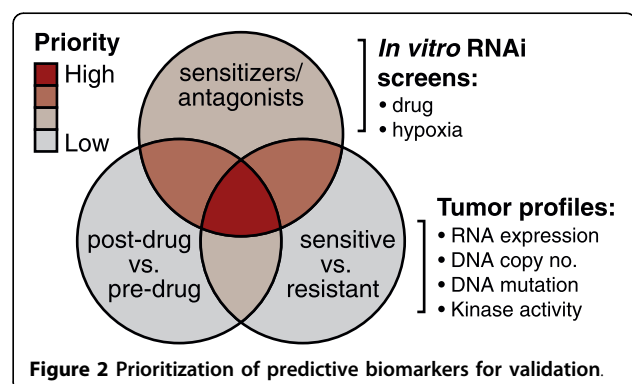 Priority
High
Low
sensitizers/
antagonists
post-drug
vs.
pre-drug
sensitive
vs.
resistant
In vitro RNAi
screens:
• drug
• hypoxia
Tumor profiles:
• RNA expression
• DNA copy no.
• DNA mutation
• Kinase activity
Figure 2 Prioritization of predictive biomarkers for validation.